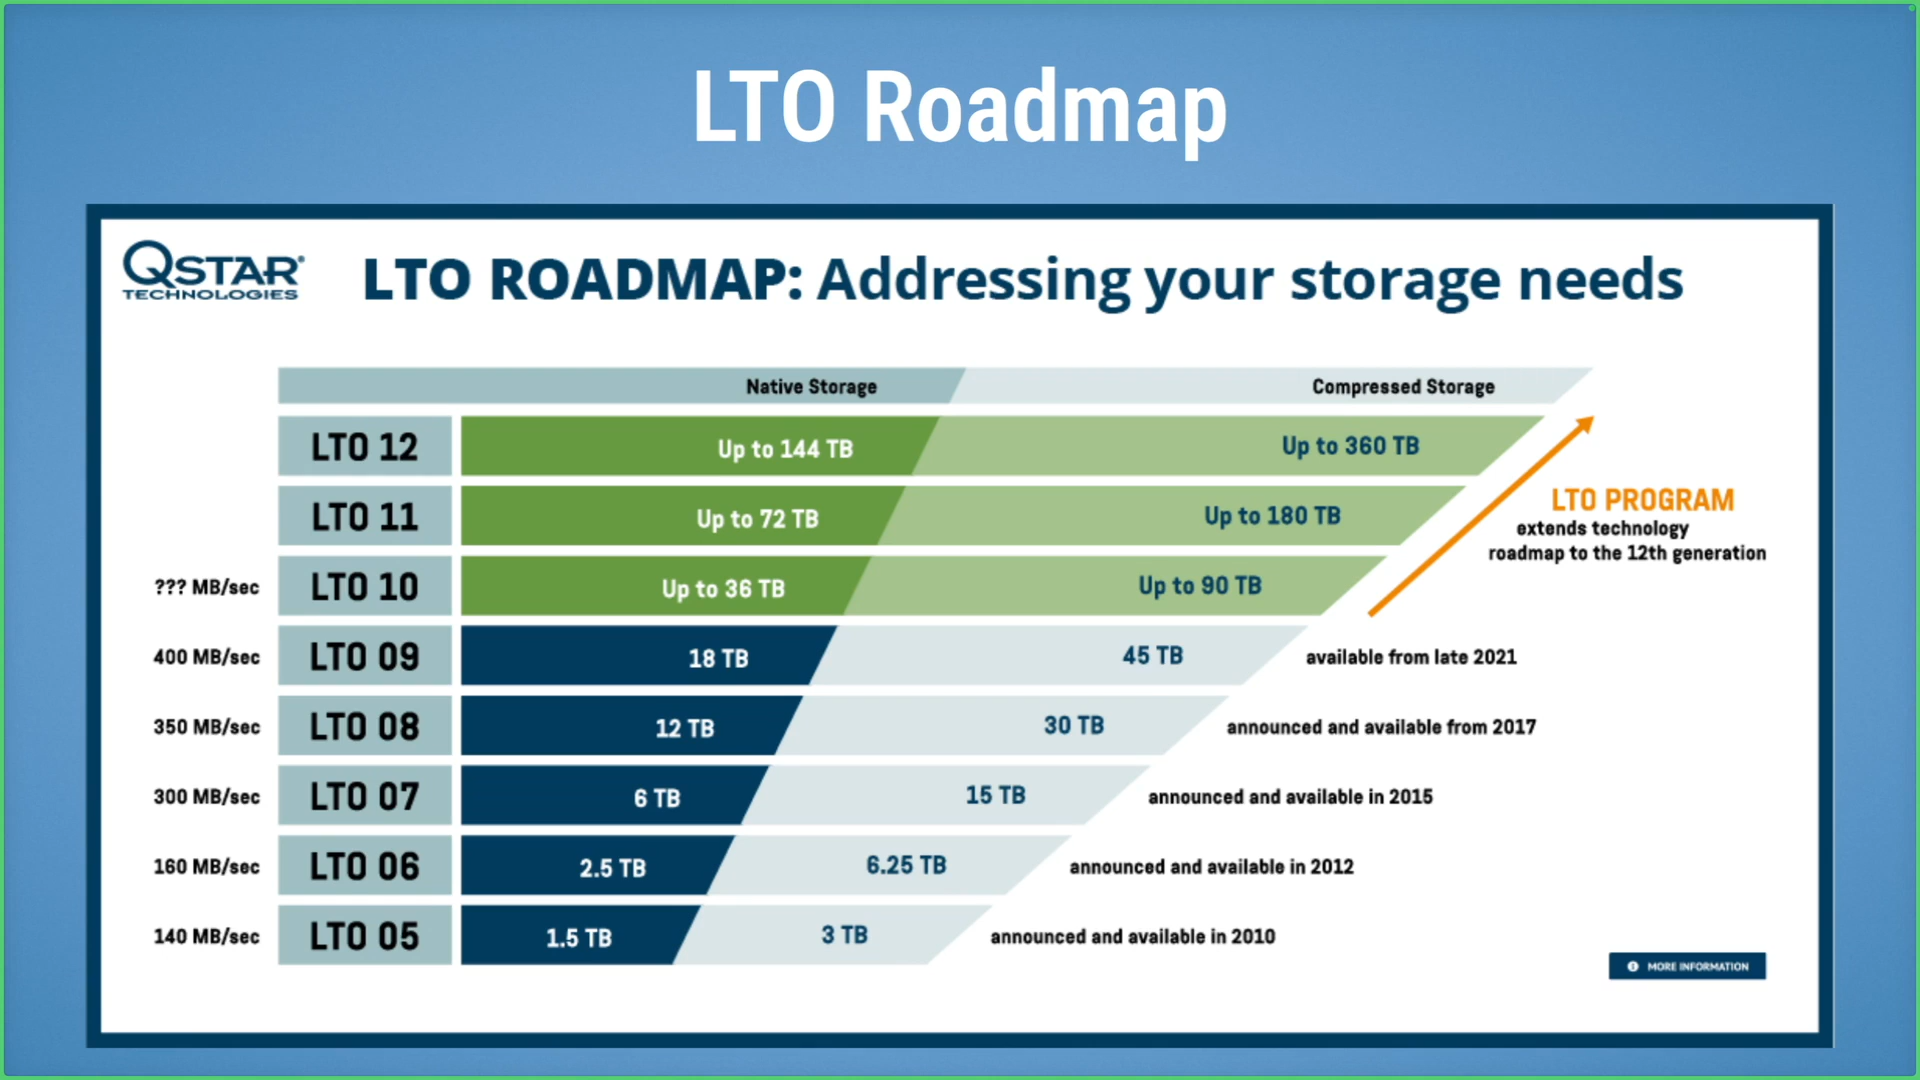 LTO Roadmap
QSTAR®
TECHNOLOGIES
LTO ROADMAP: Addressing your storage needs
Native Storage Compressed Storage
LTO 12 Up to 144 TB Up to 360 TB
LTO 11 Up to 72 TB Up to 180 TB
LTO PROGRAM
extends technology
roadmap to the 12th generation
??? MB/sec LTO 10 Up to 36 TB Up to 90 TB
400 MB/sec LTO 09 18 TB 45 TB available from late 2021
350 MB/sec LTO 08 12 TB 30 TB announced and available from 2017
300 MB/sec LTO 07 6 TB 15 TB announced and available in 2015
160 MB/sec LTO 06 2.5 TB 6.25 TB announced and available in 2012
140 MB/sec LTO 05 1.5 TB 3 TB announced and available in 2010
MORE INFORMATION